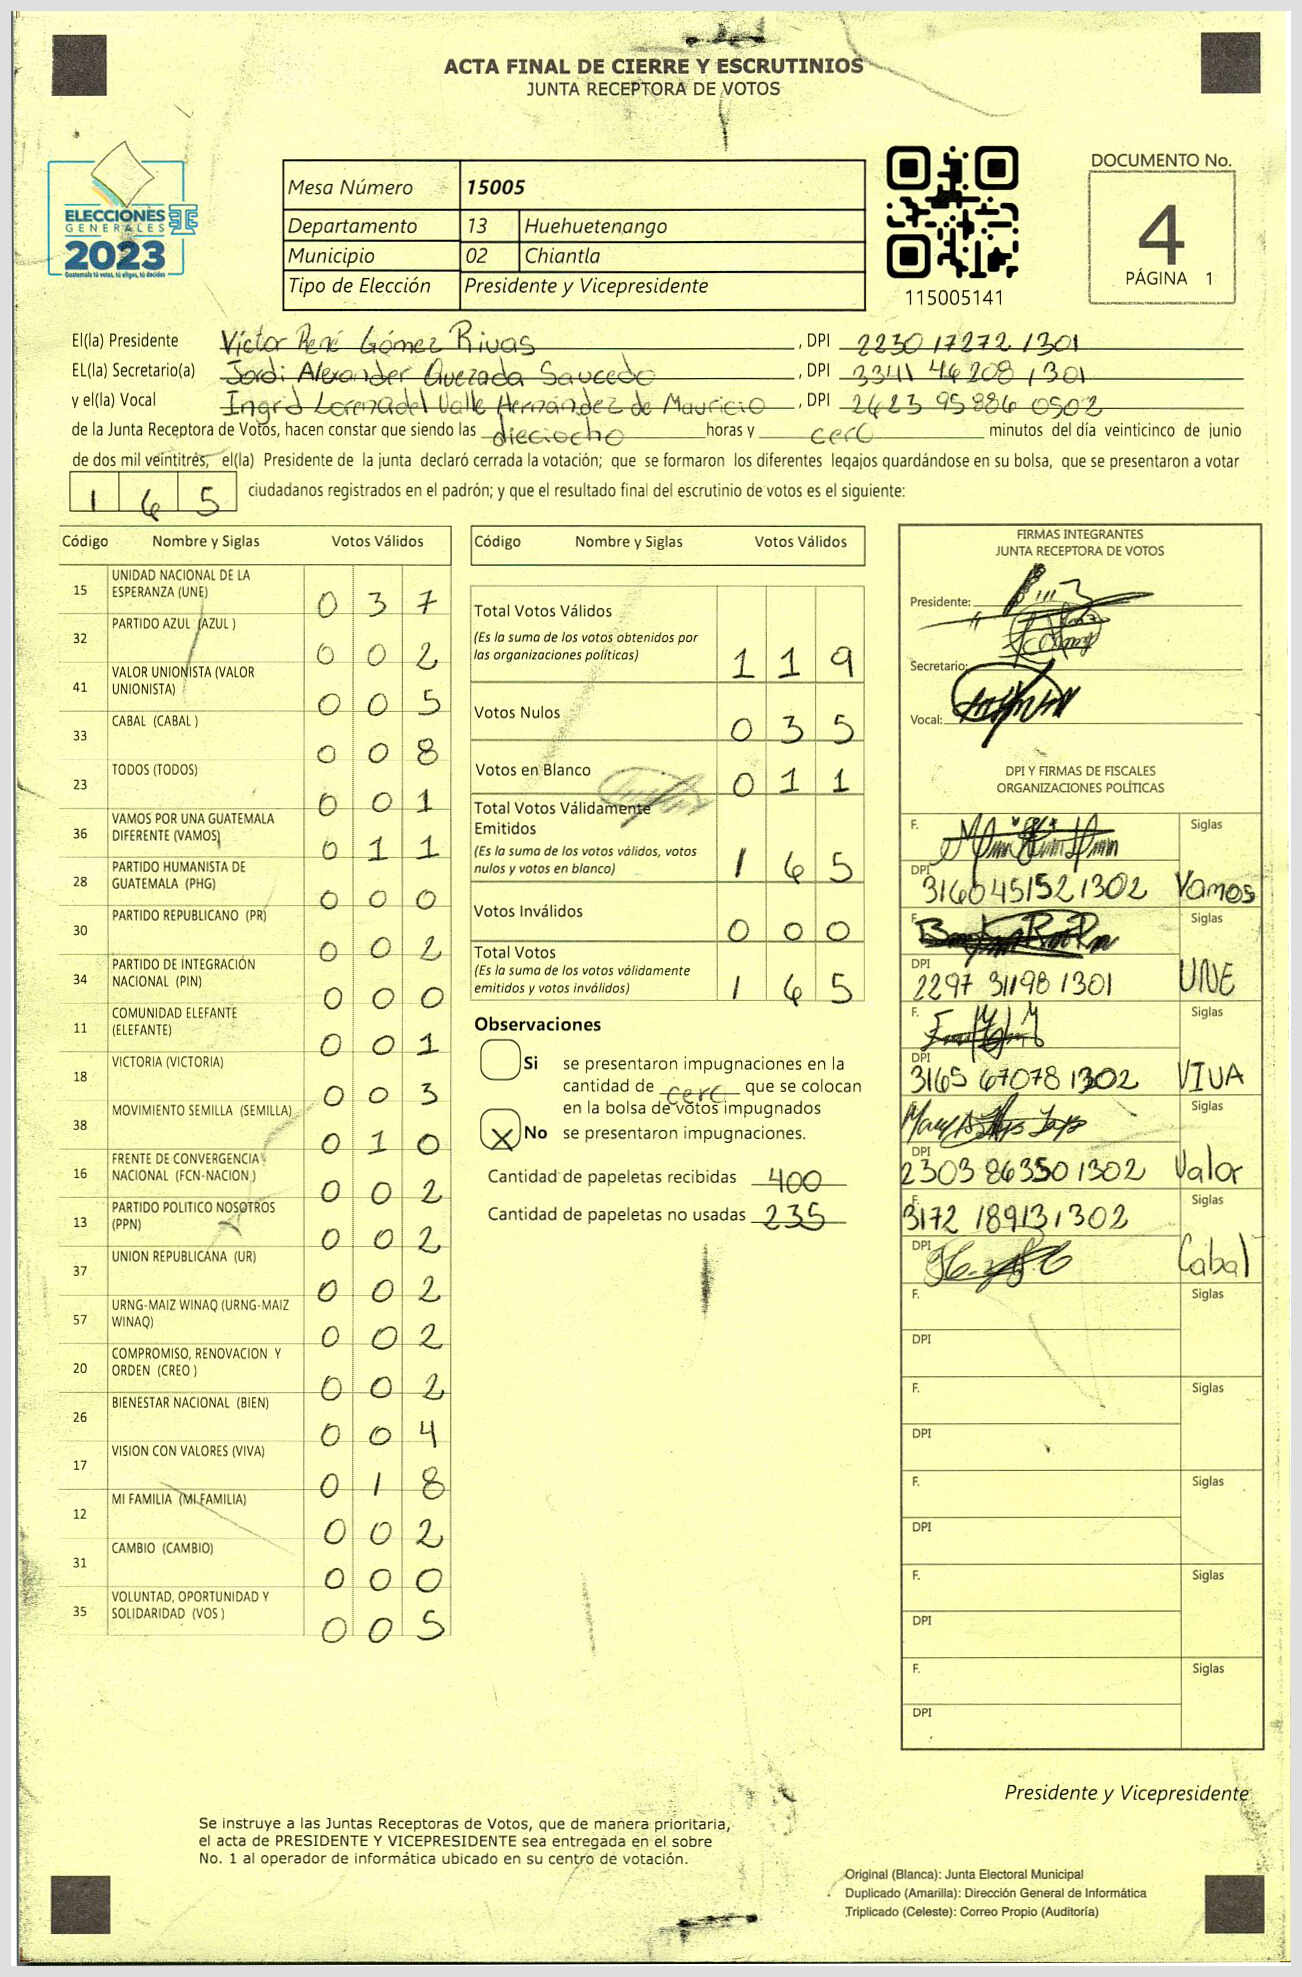 ACTA FINAL DE CIERRE Y ESCRUTINIOS
JUNTA RECEPTORA DE VOTOS
ELECCIONES
GENERALES
2023
Guatemala tú votas, tú eliges, tú decides
Mesa Número 15005
Departamento 13 Huehuetenango
Municipio 02 Chiantla
Tipo de Elección Presidente y Vicepresidente
115005141
DOCUMENTO No.
4
PÁGINA 1
El(la) Presidente Víctor René Gómez Rivas , DPI 2230 17272 1301
EL(la) Secretario(a) Jordi Alexander Quezada Saucedo , DPI 3341 46208 1301
y el(la) Vocal Ingrid Lorena del Valle Hernández de Mauricio , DPI 2623 95886 0502
de la Junta Receptora de Votos, hacen constar que siendo las dieciocho horas y cero minutos del día veinticinco de junio
de dos mil veintitrés, el(la) Presidente de la junta declaró cerrada la votación; que se formaron los diferentes legajos guardándose en su bolsa, que se presentaron a votar
165 ciudadanos registrados en el padrón; y que el resultado final del escrutinio de votos es el siguiente:
Código Nombre y Siglas Votos Válidos
15 UNIDAD NACIONAL DE LA ESPERANZA (UNE) 0 3 7
32 PARTIDO AZUL (AZUL ) 0 0 2
41 VALOR UNIONISTA (VALOR UNIONISTA) 0 0 5
33 CABAL (CABAL ) 0 0 8
23 TODOS (TODOS) 0 0 1
36 VAMOS POR UNA GUATEMALA DIFERENTE (VAMOS) 0 1 1
28 PARTIDO HUMANISTA DE GUATEMALA (PHG) 0 0 0
30 PARTIDO REPUBLICANO (PR) 0 0 2
34 PARTIDO DE INTEGRACIÓN NACIONAL (PIN) 0 0 0
11 COMUNIDAD ELEFANTE (ELEFANTE) 0 0 1
18 VICTORIA (VICTORIA) 0 0 3
38 MOVIMIENTO SEMILLA (SEMILLA) 0 1 0
16 FRENTE DE CONVERGENCIA NACIONAL (FCN-NACION ) 0 0 2
13 PARTIDO POLITICO NOSOTROS (PPN) 0 0 2
37 UNION REPUBLICANA (UR) 0 0 2
57 URNG-MAIZ WINAQ (URNG-MAIZ WINAQ) 0 0 2
20 COMPROMISO, RENOVACION Y ORDEN (CREO ) 0 0 2
26 BIENESTAR NACIONAL (BIEN) 0 0 4
17 VISION CON VALORES (VIVA) 0 1 8
12 MI FAMILIA (MI FAMILIA) 0 0 2
31 CAMBIO (CAMBIO) 0 0 0
35 VOLUNTAD, OPORTUNIDAD Y SOLIDARIDAD (VOS ) 0 0 5
Código Nombre y Siglas Votos Válidos
Total Votos Válidos
(Es la suma de los votos obtenidos por
las organizaciones políticas) 1 1 9
Votos Nulos 0 3 5
Votos en Blanco 0 1 1
Total Votos Válidamente
Emitidos
(Es la suma de los votos válidos, votos
nulos y votos en blanco) 1 6 5
Votos Inválidos 0 0 0
Total Votos
(Es la suma de los votos válidamente
emitidos y votos inválidos) 1 6 5
Observaciones
Si se presentaron impugnaciones en la
cantidad de cero que se colocan
en la bolsa de votos impugnados
X No se presentaron impugnaciones.
Cantidad de papeletas recibidas 400
Cantidad de papeletas no usadas 235
FIRMAS INTEGRANTES
JUNTA RECEPTORA DE VOTOS
Presidente:
Secretario:
Vocal:
DPI Y FIRMAS DE FISCALES
ORGANIZACIONES POLÍTICAS
F. Siglas
DPI 3160 45152 1302 Vamos
F. Siglas
DPI 2297 31198 1301 UNE
F. Siglas
DPI 3165 67078 1302 VIVA
Siglas
DPI 2303 86350 1302 Valor
F. 3172 18913 1302 Siglas
DPI Cabal
F. Siglas
DPI
F. Siglas
DPI
F. Siglas
DPI
F. Siglas
DPI
F. Siglas
DPI
Presidente y Vicepresidente
Se instruye a las Juntas Receptoras de Votos, que de manera prioritaria,
el acta de PRESIDENTE Y VICEPRESIDENTE sea entregada en el sobre
No. 1 al operador de informática ubicado en su centro de votación.
Original (Blanca): Junta Electoral Municipal
Duplicado (Amarilla): Dirección General de Informática
Triplicado (Celeste): Correo Propio (Auditoría)